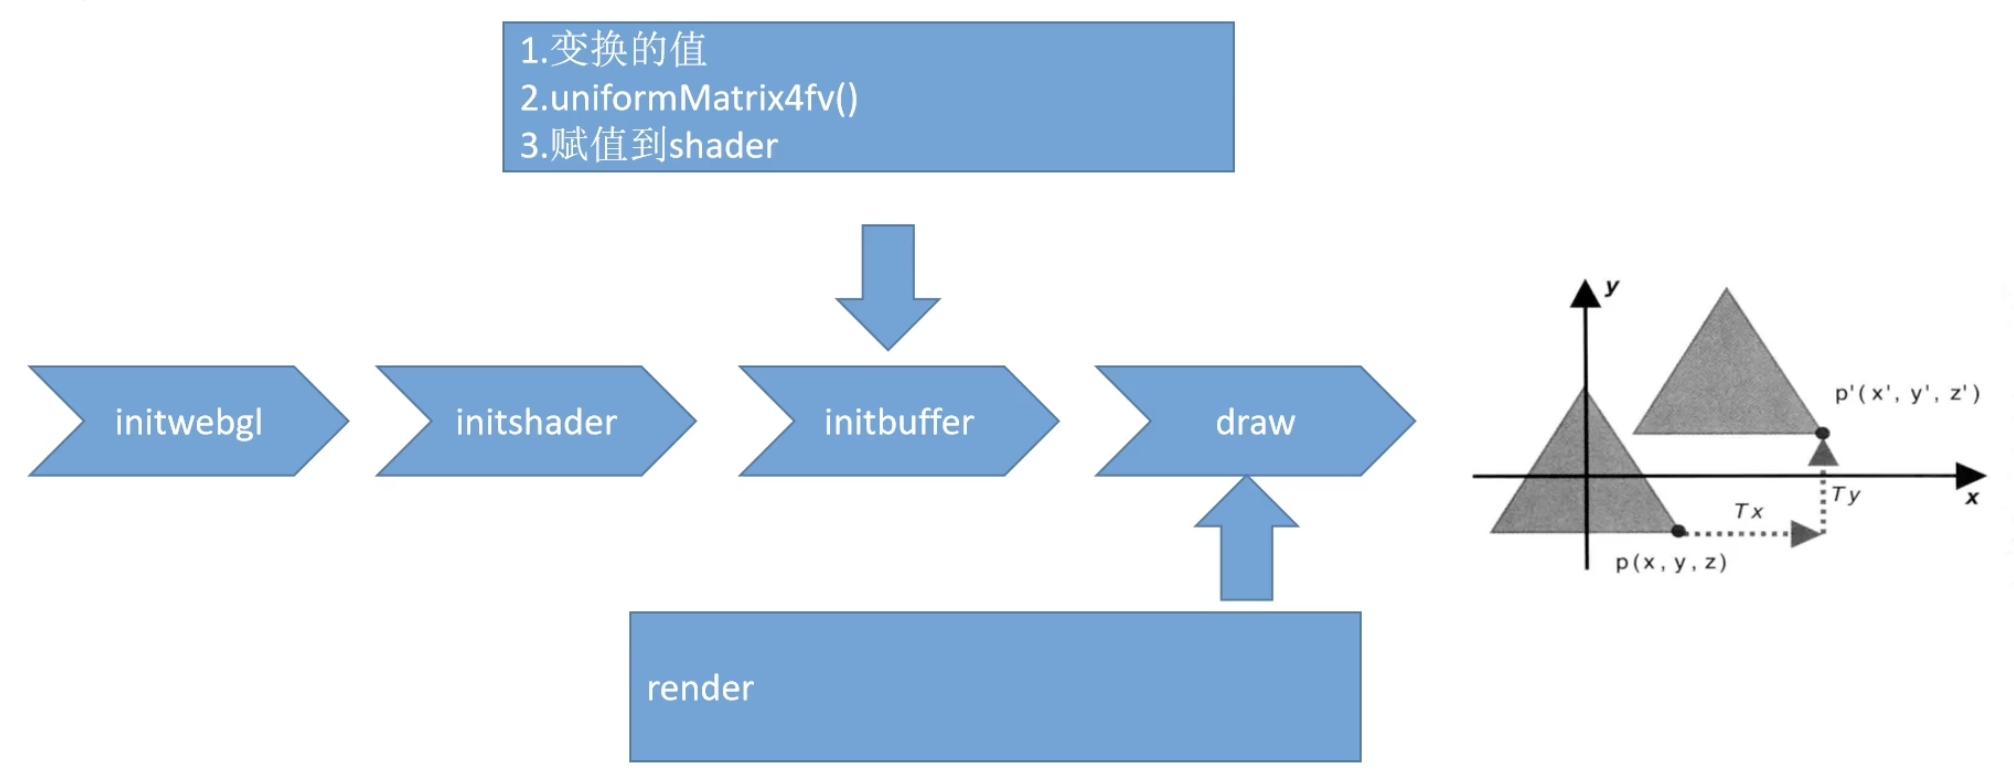 1.变换的值
2.uniformMatrix4fv()
3.赋值到shader
initwebgl
initshader
initbuffer
draw
render
y
p'(x', y', z')
x
Ty
Tx
p(x,y,z)